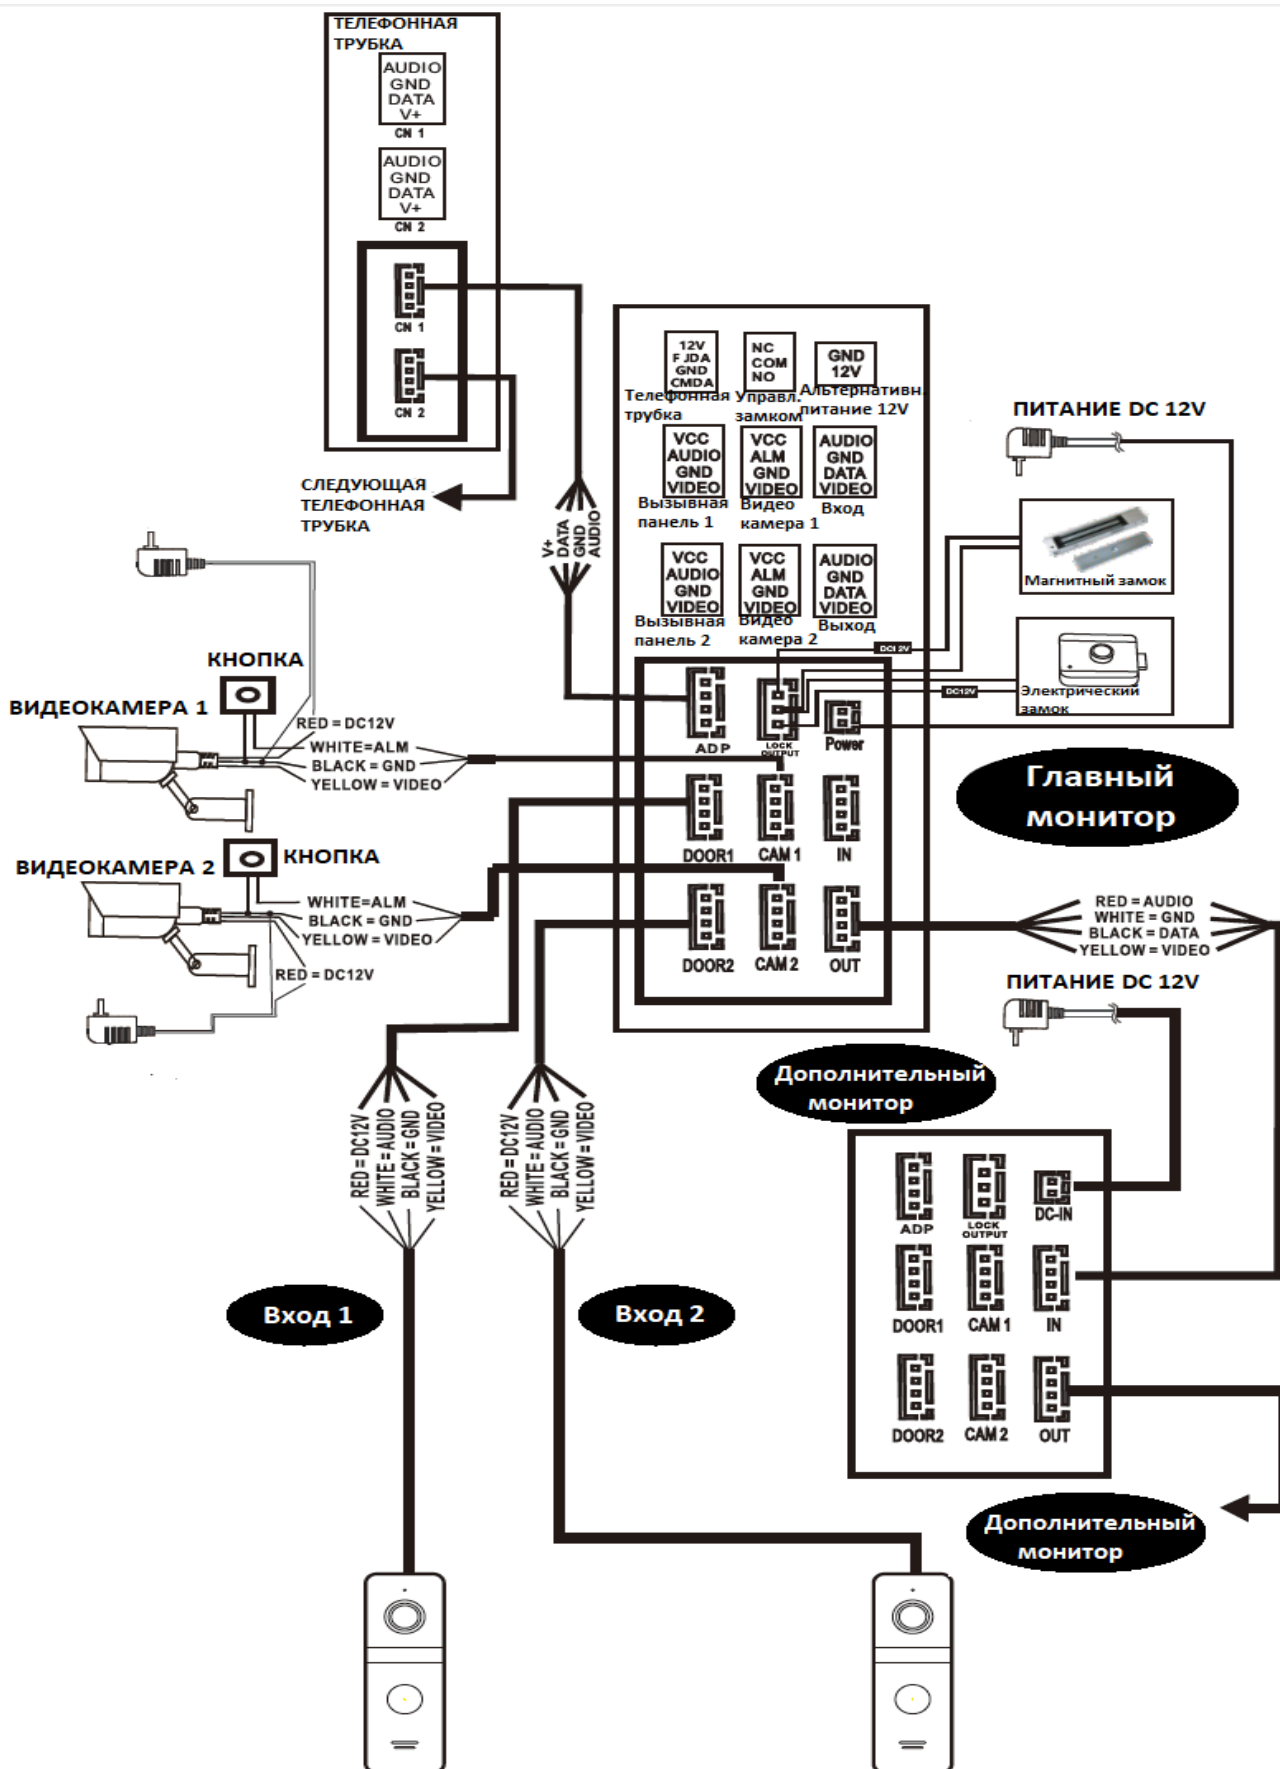 ТЕЛЕФОННАЯ
ТРУБКА
AUDIO
GND
DATA
V+
CN 1
AUDIO
GND
DATA
V+
CN 2
CN 1
CN 2
СЛЕДУЮЩАЯ
ТЕЛЕФОННАЯ
ТРУБКА
V+
DATA
GND
AUDIO
12V
F JDA
GND
CMDA
Телефонная
трубка
NC
COM
NO
Управл.
замком
GND
12V
Альтернативн.
питание 12V
VCC
AUDIO
GND
VIDEO
Вызывная
панель 1
VCC
ALM
GND
VIDEO
Видео
камера 1
AUDIO
GND
DATA
VIDEO
Вход
VCC
AUDIO
GND
VIDEO
Вызывная
панель 2
VCC
ALM
GND
VIDEO
Видео
камера 2
AUDIO
GND
DATA
VIDEO
Выход
ПИТАНИЕ DC 12V
Магнитный замок
DC12V
DC12V
Электрический
замок
ADP
LOCK
OUTPUT
Power
DOOR1
CAM 1
IN
DOOR2
CAM 2
OUT
Главный
монитор
КНОПКА
ВИДЕОКАМЕРА 1
RED = DC12V
WHITE=ALM
BLACK = GND
YELLOW = VIDEO
КНОПКА
ВИДЕОКАМЕРА 2
WHITE=ALM
BLACK = GND
YELLOW = VIDEO
RED = DC12V
RED = AUDIO
WHITE = GND
BLACK = DATA
YELLOW = VIDEO
ПИТАНИЕ DC 12V
Дополнительный
монитор
RED = DC12V
WHITE = AUDIO
BLACK = GND
YELLOW = VIDEO
RED = DC12V
WHITE = AUDIO
BLACK = GND
YELLOW = VIDEO
ADP
LOCK
OUTPUT
DC-IN
DOOR1
CAM 1
IN
DOOR2
CAM 2
OUT
Вход 1
Вход 2
Дополнительный
монитор